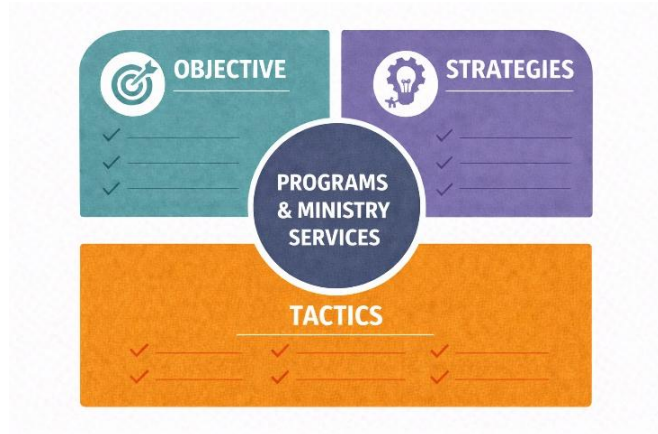 OBJECTIVE
STRATEGIES
PROGRAMS
& MINISTRY
SERVICES
TACTICS